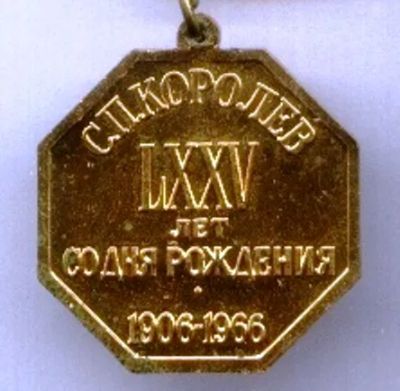 С.П.КОРОЛЕВ
LXXV
ЛЕТ
СО ДНЯ РОЖДЕНИЯ
1906-1966